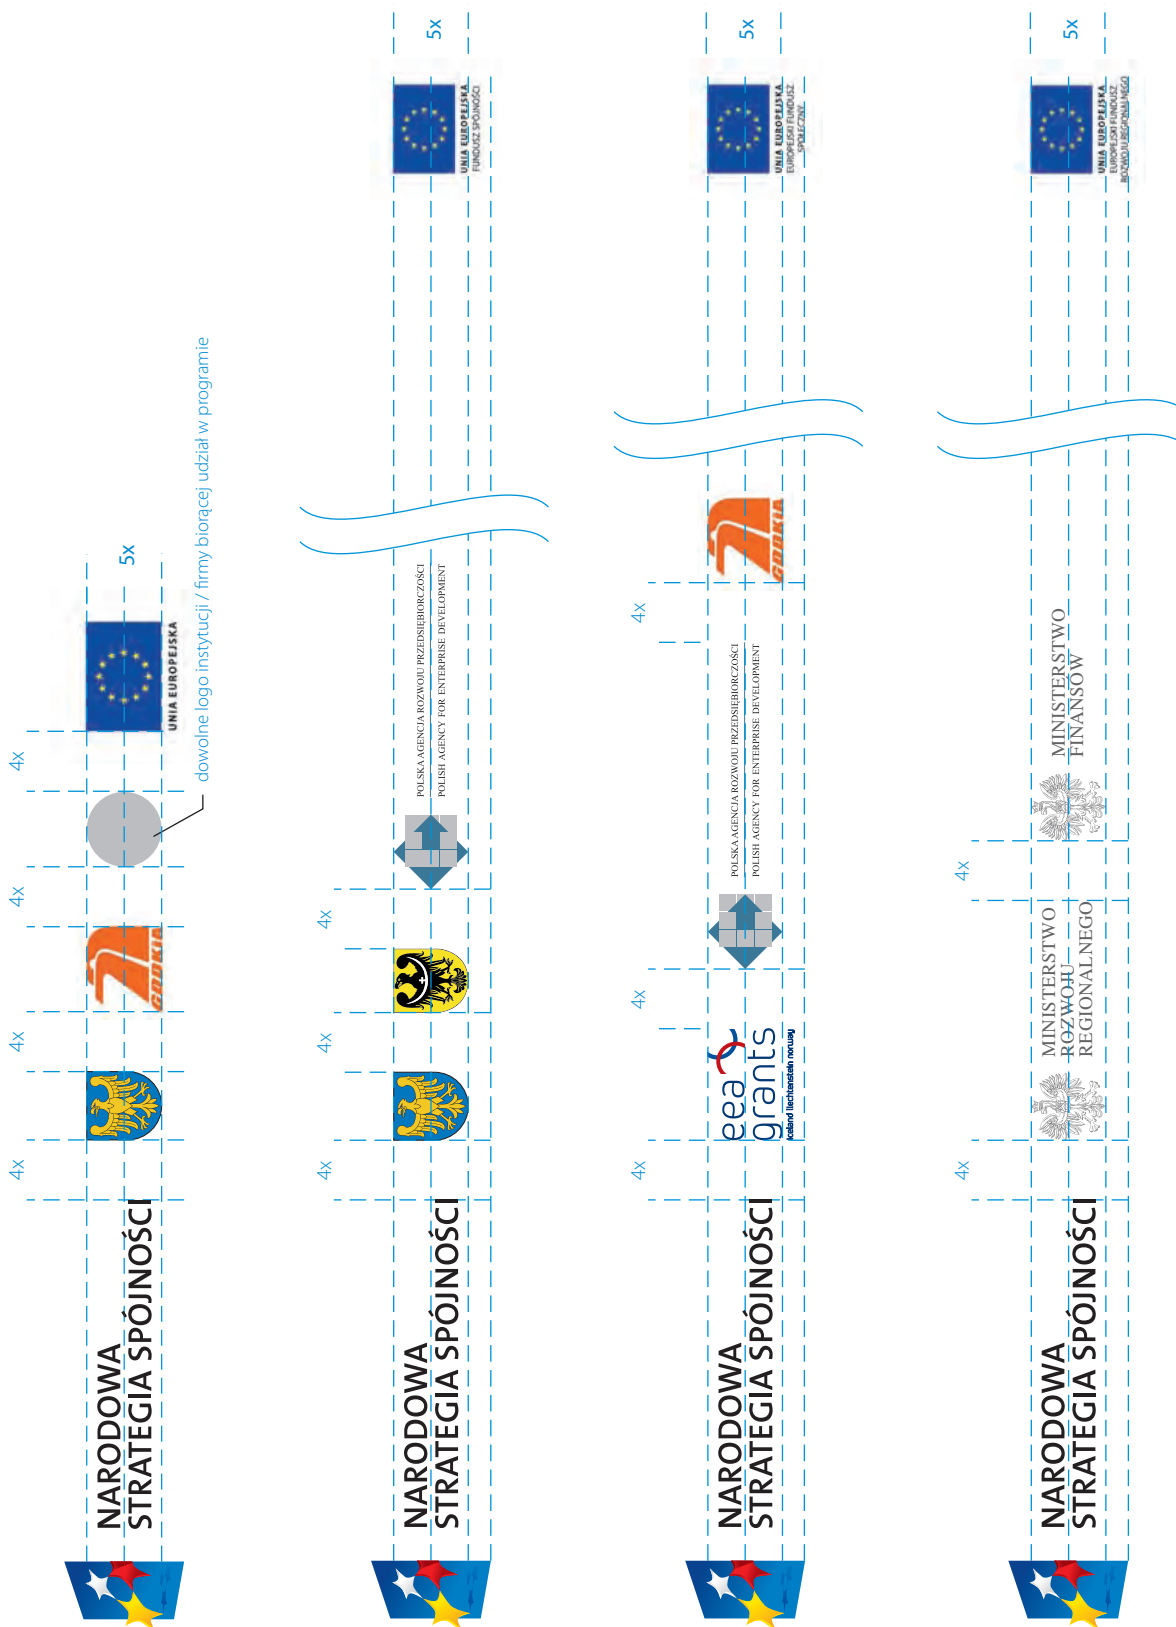 NARODOWA
STRATEGIA SPÓJNOŚCI
4x
4x
GROKIA
4x
4x
UNIA EUROPEJSKA
5x
dowolne logo instytucji / firmy biorącej udział w programie
NARODOWA
STRATEGIA SPÓJNOŚCI
4x
4x
4x
POLSKA AGENCJA ROZWOJU PRZEDSIĘBIORCZOŚCI
POLISH AGENCY FOR ENTERPRISE DEVELOPMENT
UNIA EUROPEJSKA
FUNDUSZ SPÓJNOŚCI
5x
NARODOWA
STRATEGIA SPÓJNOŚCI
4x
eea
grants
iceland liechtenstein norway
4x
POLSKA AGENCJA ROZWOJU PRZEDSIĘBIORCZOŚCI
POLISH AGENCY FOR ENTERPRISE DEVELOPMENT
4x
GROKIA
UNIA EUROPEJSKA
EUROPEJSKI FUNDUSZ
SPOŁECZNY
5x
NARODOWA
STRATEGIA SPÓJNOŚCI
4x
MINISTERSTWO
ROZWOJU
REGIONALNEGO
4x
MINISTERSTWO
FINANSÓW
UNIA EUROPEJSKA
EUROPEJSKI FUNDUSZ
ROZWOJU REGIONALNEGO
5x